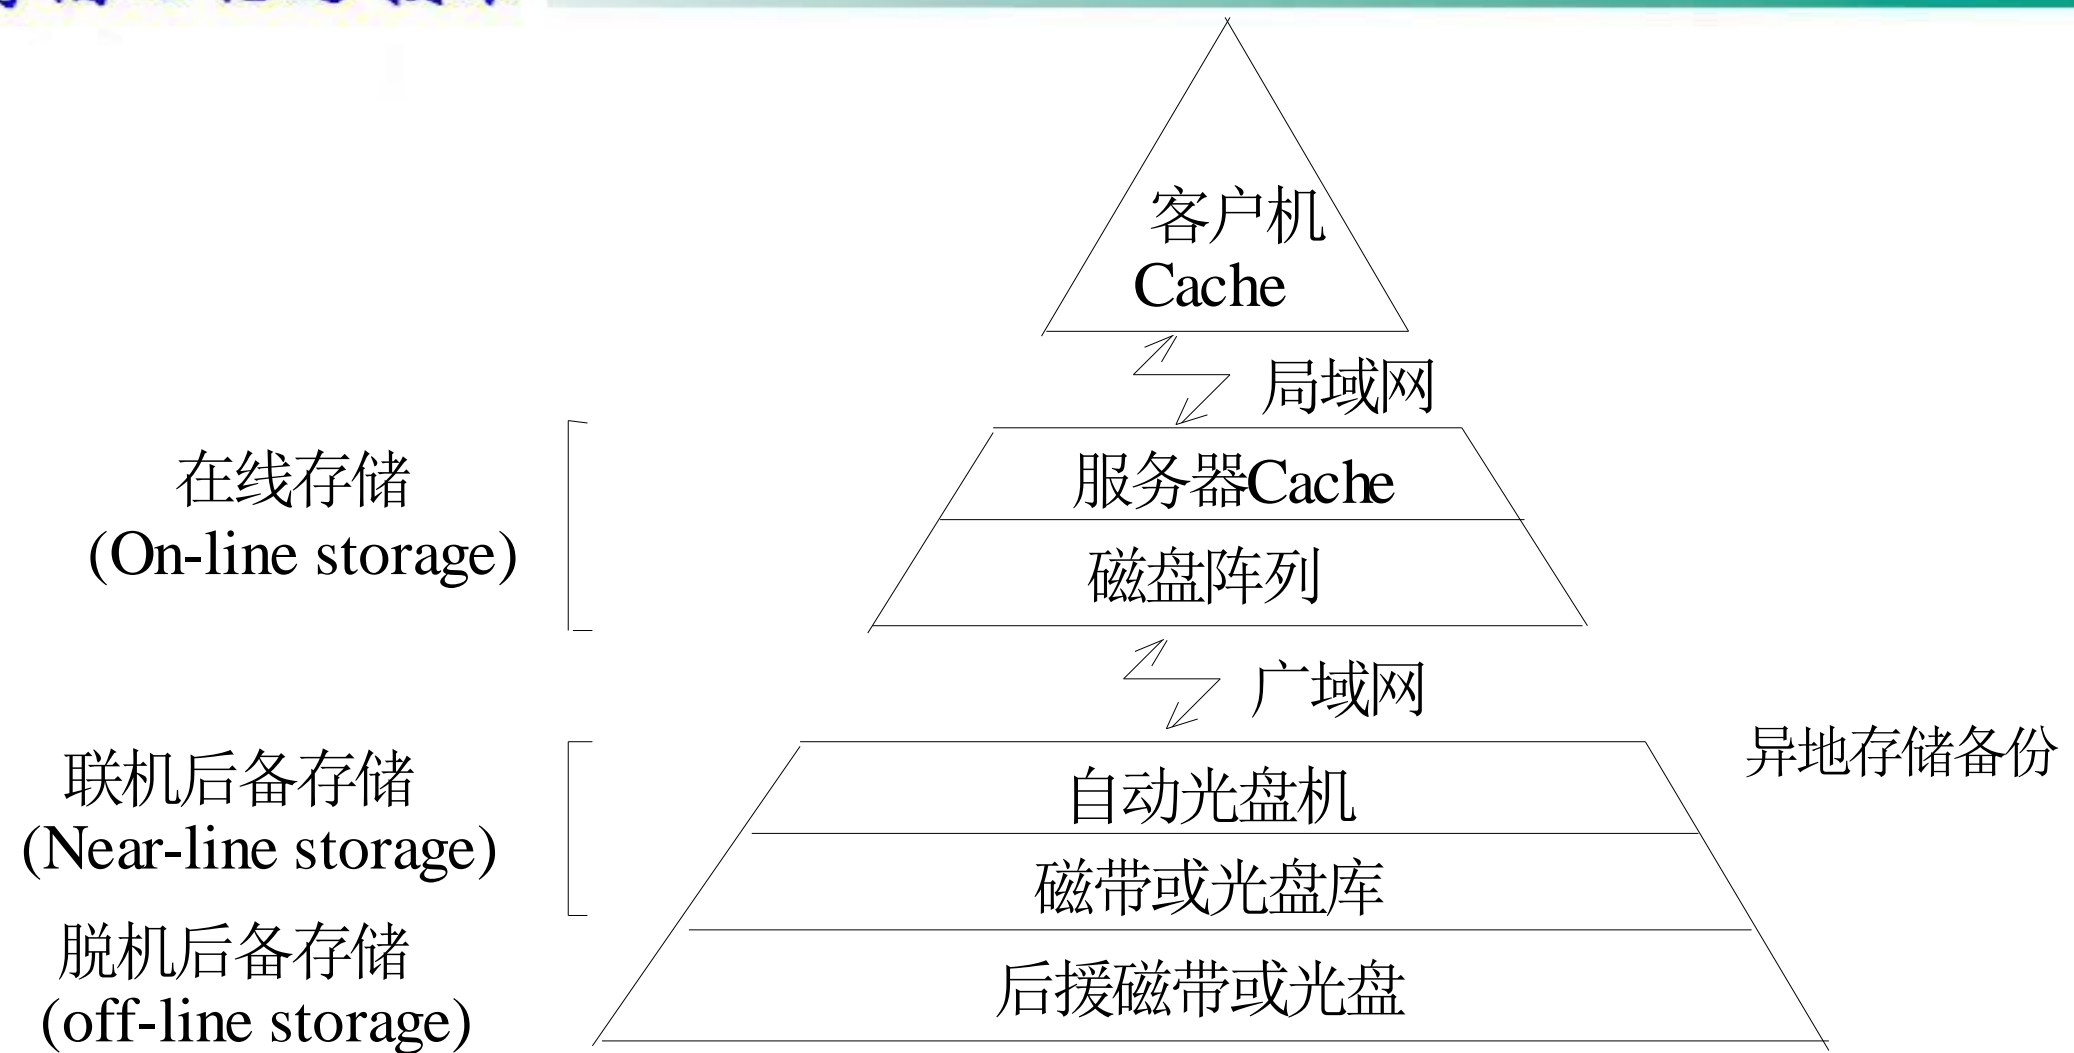 客户机
Cache
局域网
在线存储
(On-line storage)
服务器Cache
磁盘阵列
广域网
异地存储备份
联机后备存储
(Near-line storage)
自动光盘机
磁带或光盘库
脱机后备存储
(off-line storage)
后援磁带或光盘